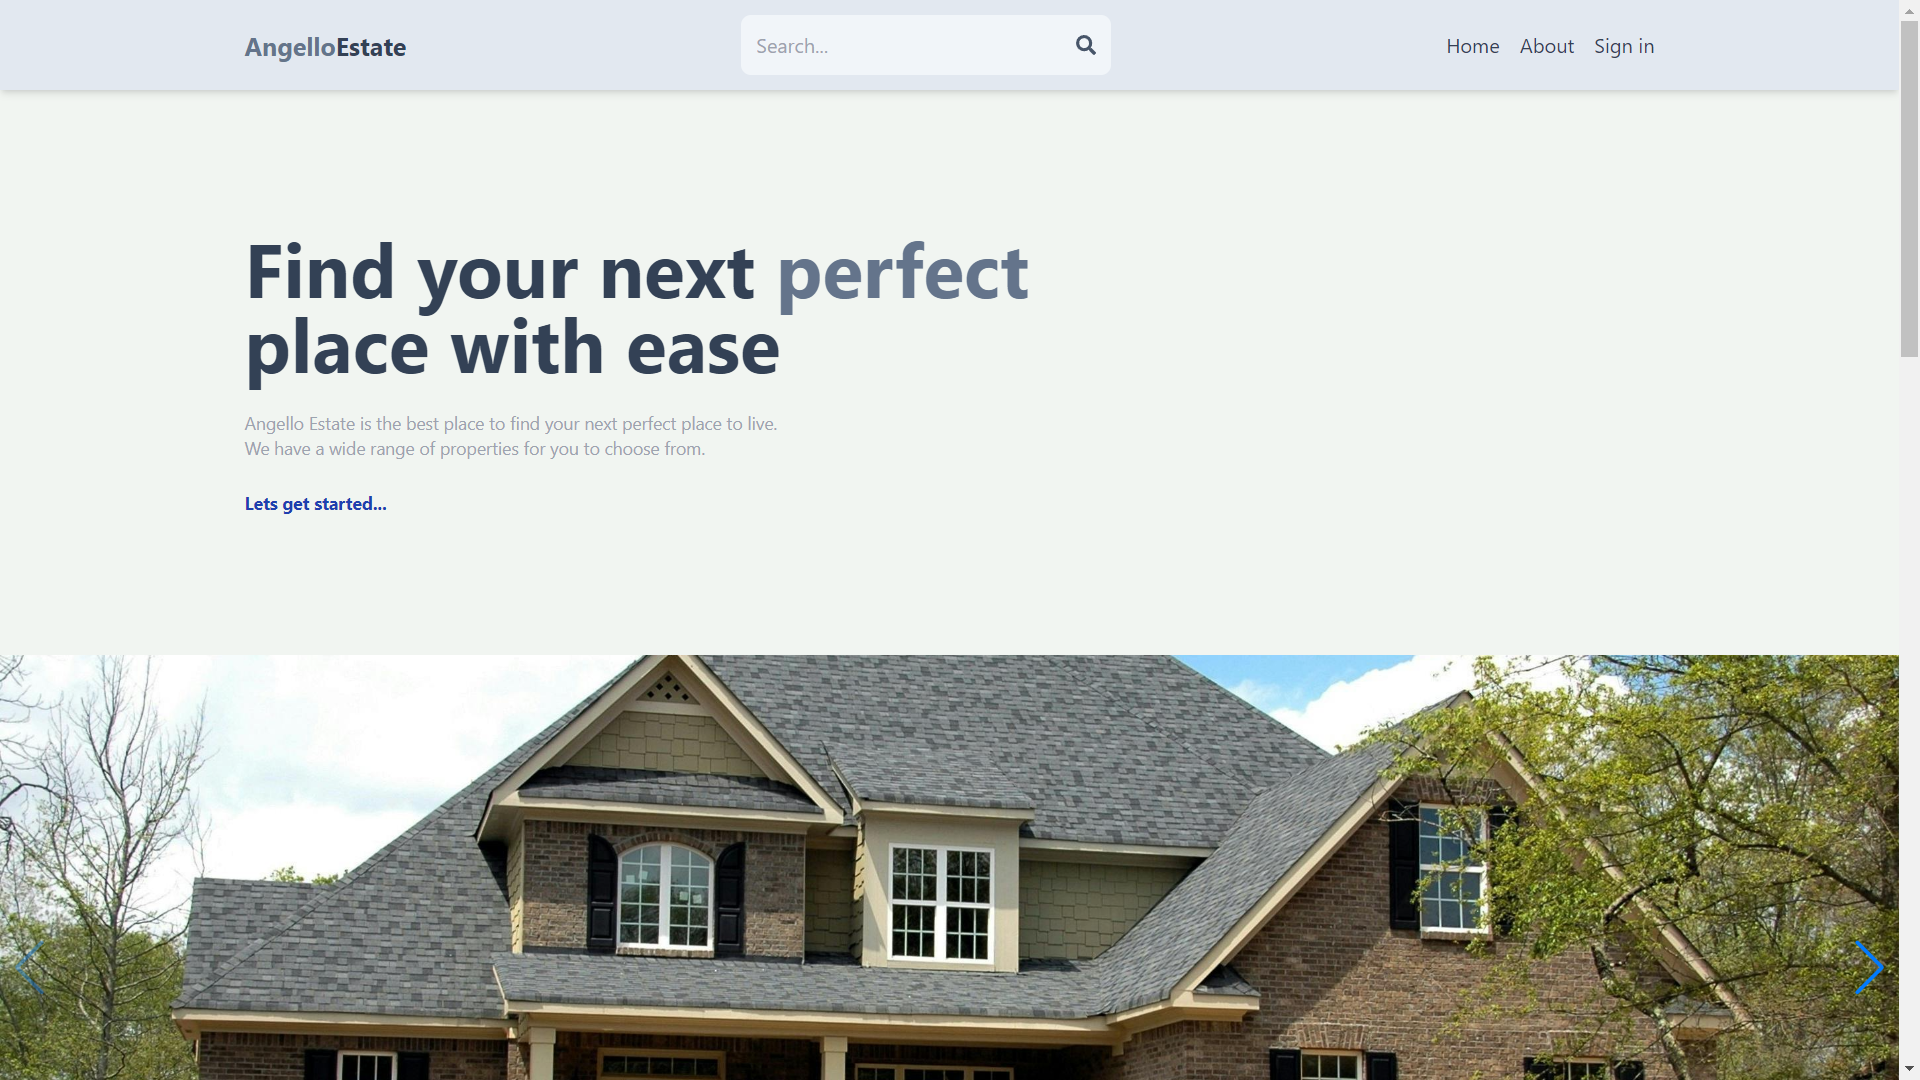 AngelloEstate
Search...
Home About Sign in
Find your next perfect
place with ease
Angello Estate is the best place to find your next perfect place to live.
We have a wide range of properties for you to choose from.
Lets get started...